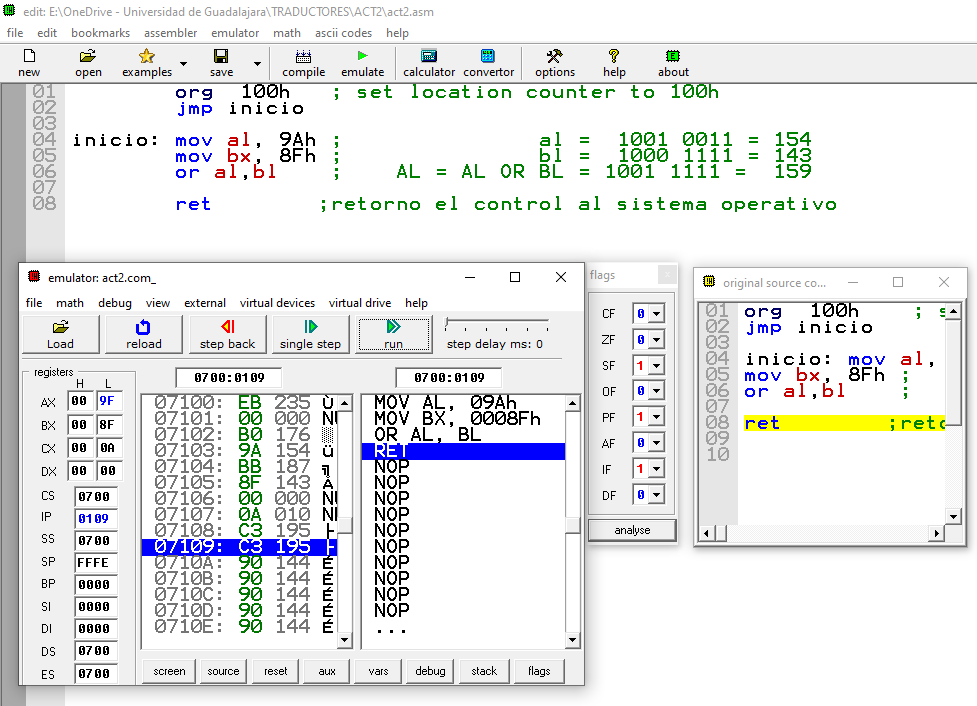 edit: E:\OneDrive - Universidad de Guadalajara\TRADUCTORES\ACT2\act2.asm
file edit bookmarks assembler emulator math ascii codes help
new open examples save compile emulate calculator convertor options help about
01 org 100h ; set location counter to 100h
02 jmp inicio
03
04 inicio: mov al, 9Ah ; al = 1001 0011 = 154
05 mov bx, 8Fh ; bl = 1000 1111 = 143
06 or al,bl ; AL = AL OR BL = 1001 1111 = 159
07
08 ret ;retorno el control al sistema operativo
emulator: act2.com_
file math debug view external virtual devices virtual drive help
Load reload step back single step run step delay ms: 0
registers
H L
AX 00 9F
BX 00 8F
CX 00 0A
DX 00 00
CS 0700
IP 0109
SS 0700
SP FFFE
BP 0000
SI 0000
DI 0000
DS 0700
ES 0700
0700:0109
07100: EB 235 Ù
07101: 00 000 NU
07102: B0 176 ░
07103: 9A 154 Ü
07104: BB 187 ╗
07105: 8F 143 Å
07106: 00 000 NU
07107: 0A 010 NU
07108: C3 195 ├
07109: C3 195 ├
0710A: 90 144 É
0710B: 90 144 É
0710C: 90 144 É
0710D: 90 144 É
0710E: 90 144 É
0700:0109
MOV AL, 09Ah
MOV BX, 0008Fh
OR AL, BL
RET
NOP
NOP
NOP
NOP
NOP
NOP
NOP
NOP
NOP
NOP
...
screen source reset aux vars debug stack flags
flags
CF 0
ZF 0
SF 1
OF 0
PF 1
AF 0
IF 1
DF 0
analyse
original source co...
01 org 100h ; s
02 jmp inicio
03
04 inicio: mov al,
05 mov bx, 8Fh ;
06 or al,bl ;
07
08 ret ;reto
09
10